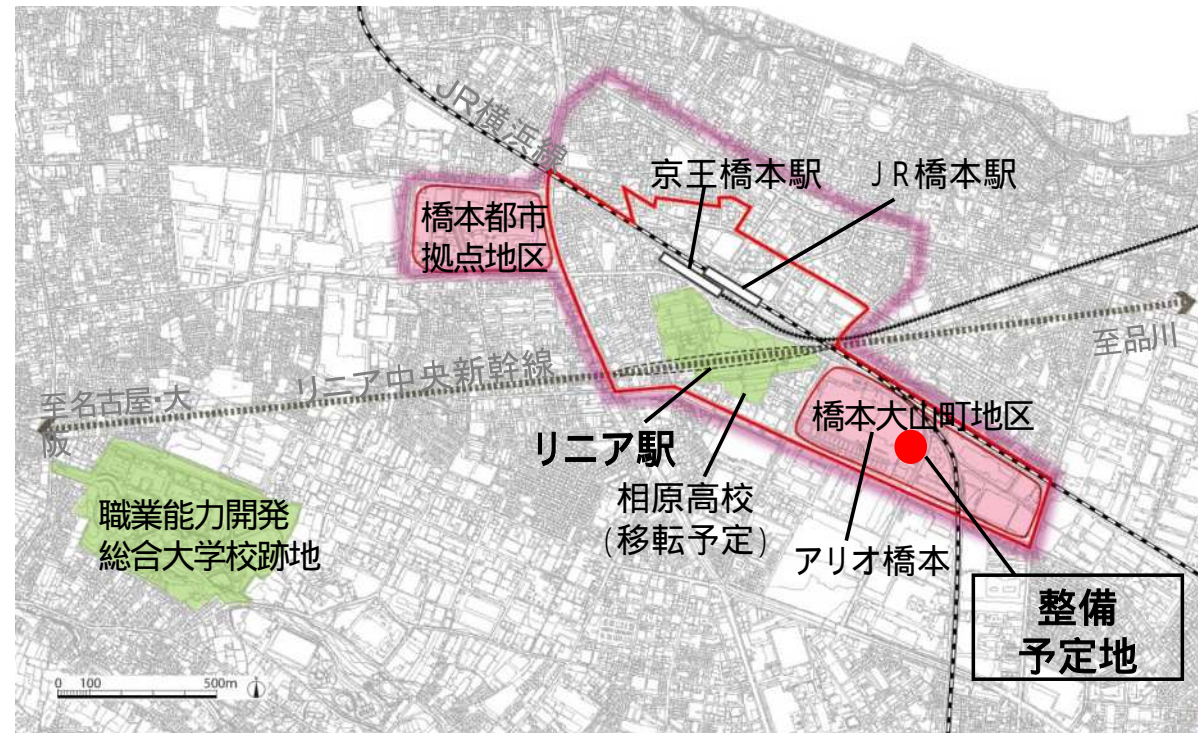 JR横浜線
京王橋本駅
JR橋本駅
橋本都市
拠点地区
至品川
リニア中央新幹線
至名古屋・大
阪
橋本大山町地区
リニア駅
相原高校
(移転予定)
アリオ橋本
職業能力開発
総合大学校跡地
整備
予定地
0 100 500m